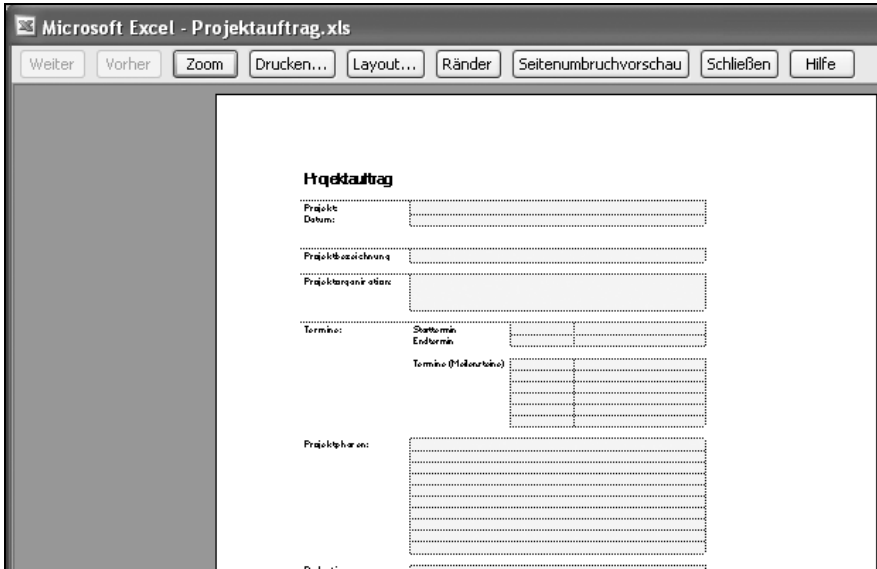 Microsoft Excel - Projektauftrag.xls
Weiter Vorher Zoom Drucken... Layout... Ränder Seitenumbruchvorschau Schließen Hilfe
Projektauftrag
Projekt:
Datum:
Projektbezeichnung
Projektorganisation:
Termine: Starttermin
Endtermin
Termine (Meilensteine)
Projektphasen: